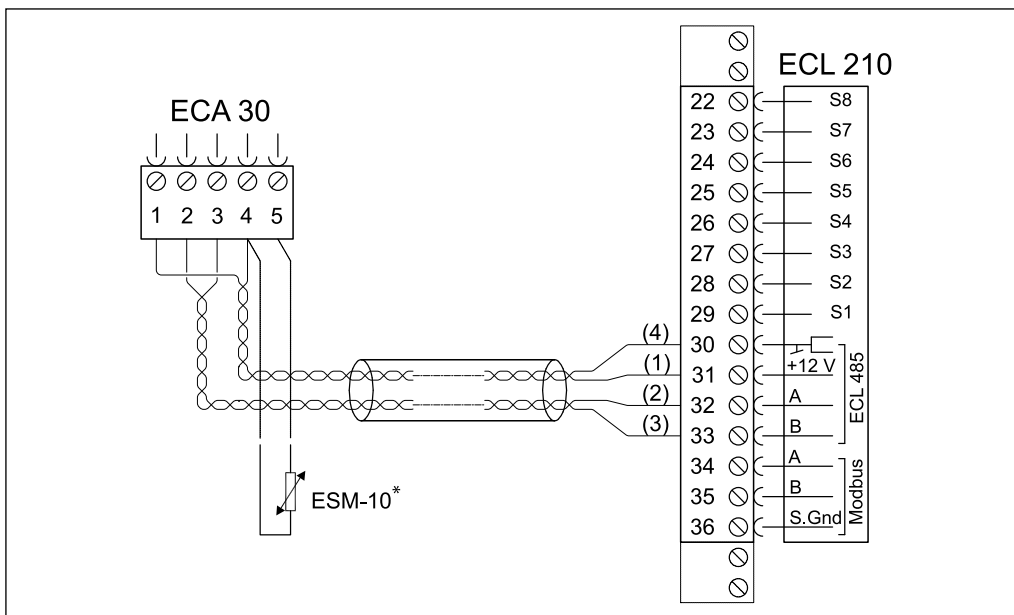 ECA 30
1 2 3 4 5
ESM-10*
(4)
(1)
(2)
(3)
ECL 210
22 S8
23 S7
24 S6
25 S5
26 S4
27 S3
28 S2
29 S1
30
31 +12 V
32 A
33 B
ECL 485
34 A
35 B
36 S.Gnd
Modbus